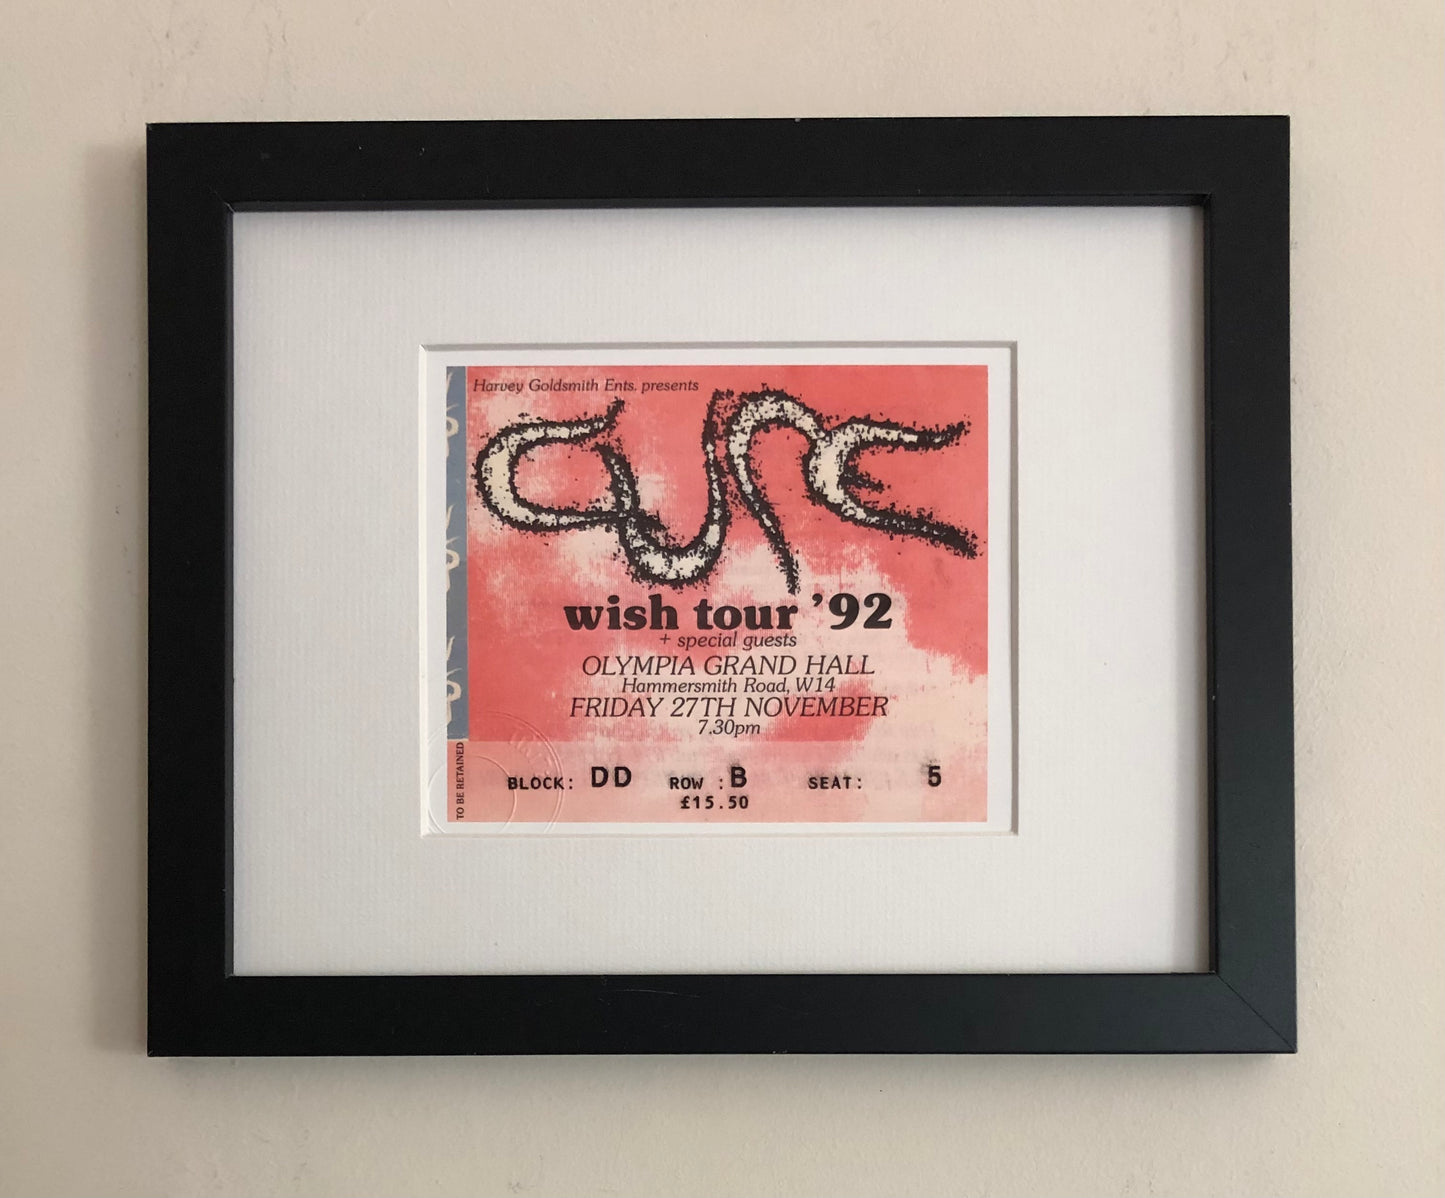 Harvey Goldsmith Ents. presents
CURE
wish tour '92
+ special guests
OLYMPIA GRAND HALL
Hammersmith Road, W14
FRIDAY 27TH NOVEMBER
7.30pm
TO BE RETAINED
BLOCK: DD ROW : B SEAT: 5
£15.50